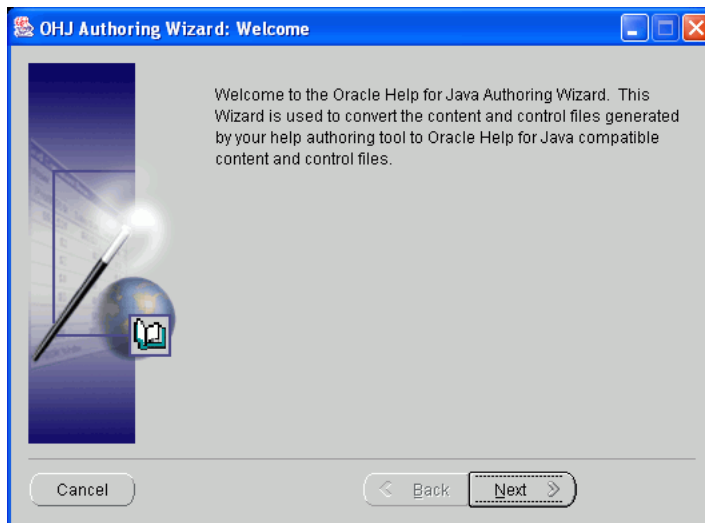 OHJ Authoring Wizard: Welcome
Welcome to the Oracle Help for Java Authoring Wizard. This
Wizard is used to convert the content and control files generated
by your help authoring tool to Oracle Help for Java compatible
content and control files.
Cancel
Back
Next